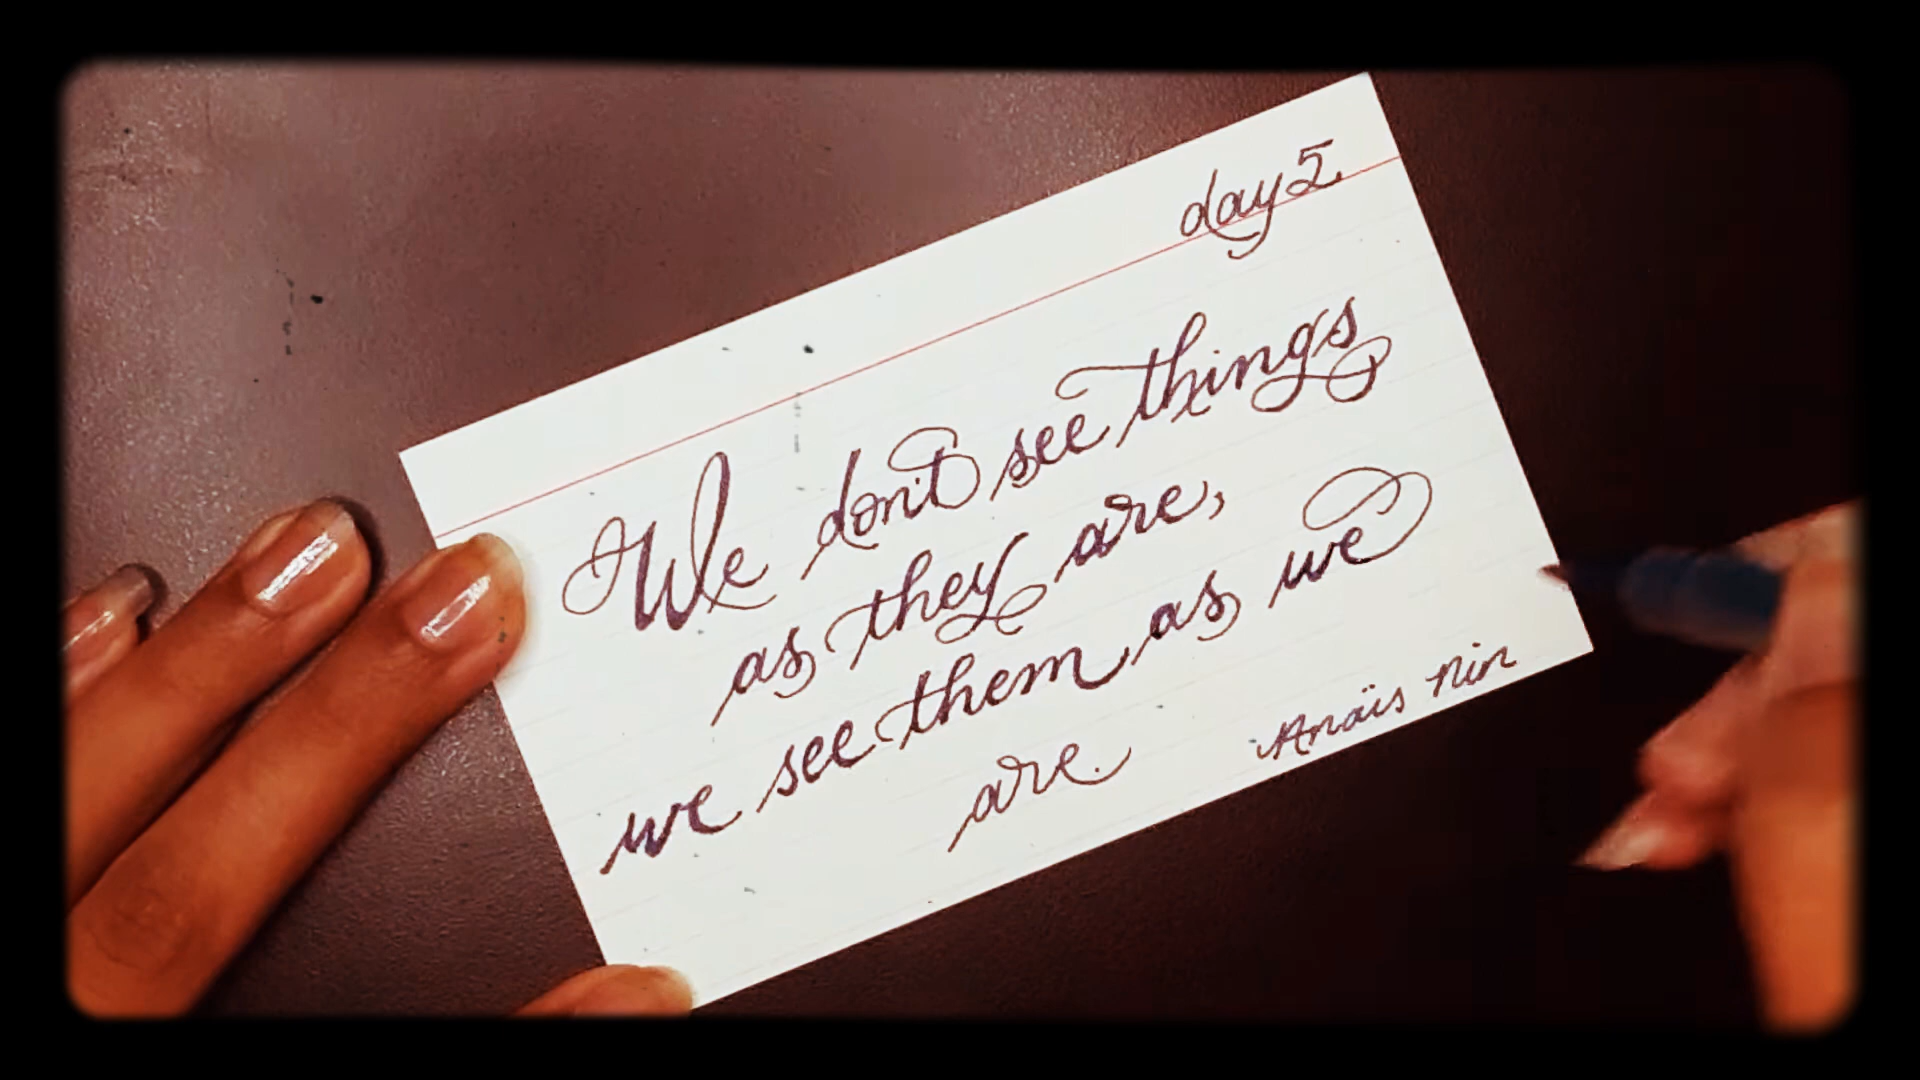 day 5.
We don't see things
as they are,
we see them as we
are.
Anaïs Nin